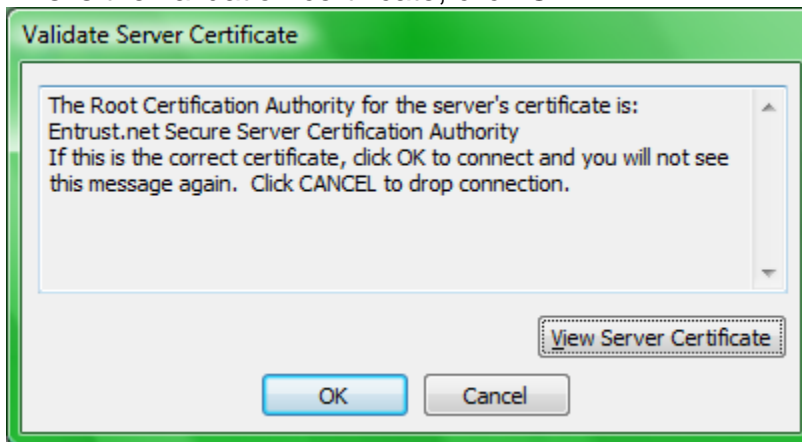 Validate Server Certificate
The Root Certification Authority for the server's certificate is:
Entrust.net Secure Server Certification Authority
If this is the correct certificate, click OK to connect and you will not see
this message again.  Click CANCEL to drop connection.
View Server Certificate
OK Cancel